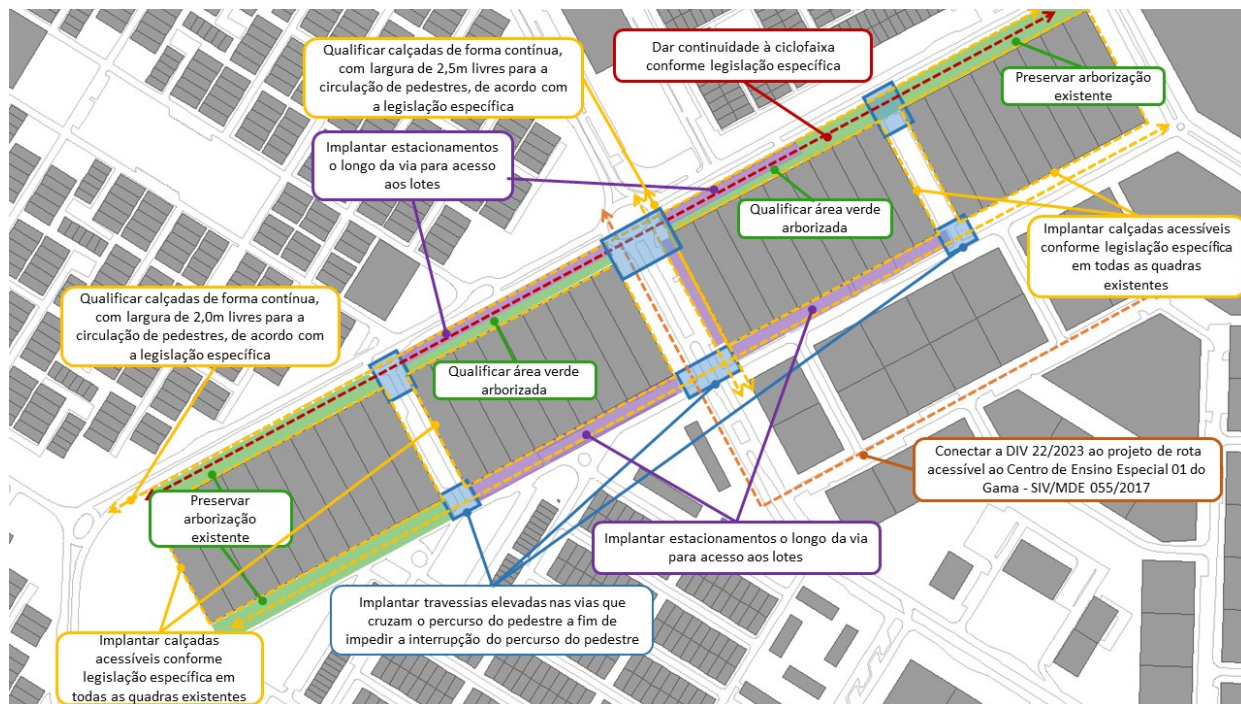 Qualificar calçadas de forma contínua,
com largura de 2,5m livres para a
circulação de pedestres, de acordo com
a legislação específica
Dar continuidade à ciclofaixa
conforme legislação específica
Preservar arborização
existente
Implantar estacionamentos
o longo da via para acesso
aos lotes
Qualificar área verde
arborizada
Implantar calçadas acessíveis
conforme legislação específica
em todas as quadras
existentes
Qualificar calçadas de forma contínua,
com largura de 2,0m livres para a
circulação de pedestres, de acordo com
a legislação específica
Qualificar área verde
arborizada
Conectar a DIV 22/2023 ao projeto de rota
acessível ao Centro de Ensino Especial 01 do
Gama - SIV/MDE 055/2017
Preservar
arborização
existente
Implantar estacionamentos o longo da via
para acesso aos lotes
Implantar travessias elevadas nas vias que
cruzam o percurso do pedestre a fim de
impedir a interrupção do percurso do pedestre
Implantar calçadas
acessíveis conforme
legislação específica em
todas as quadras existentes